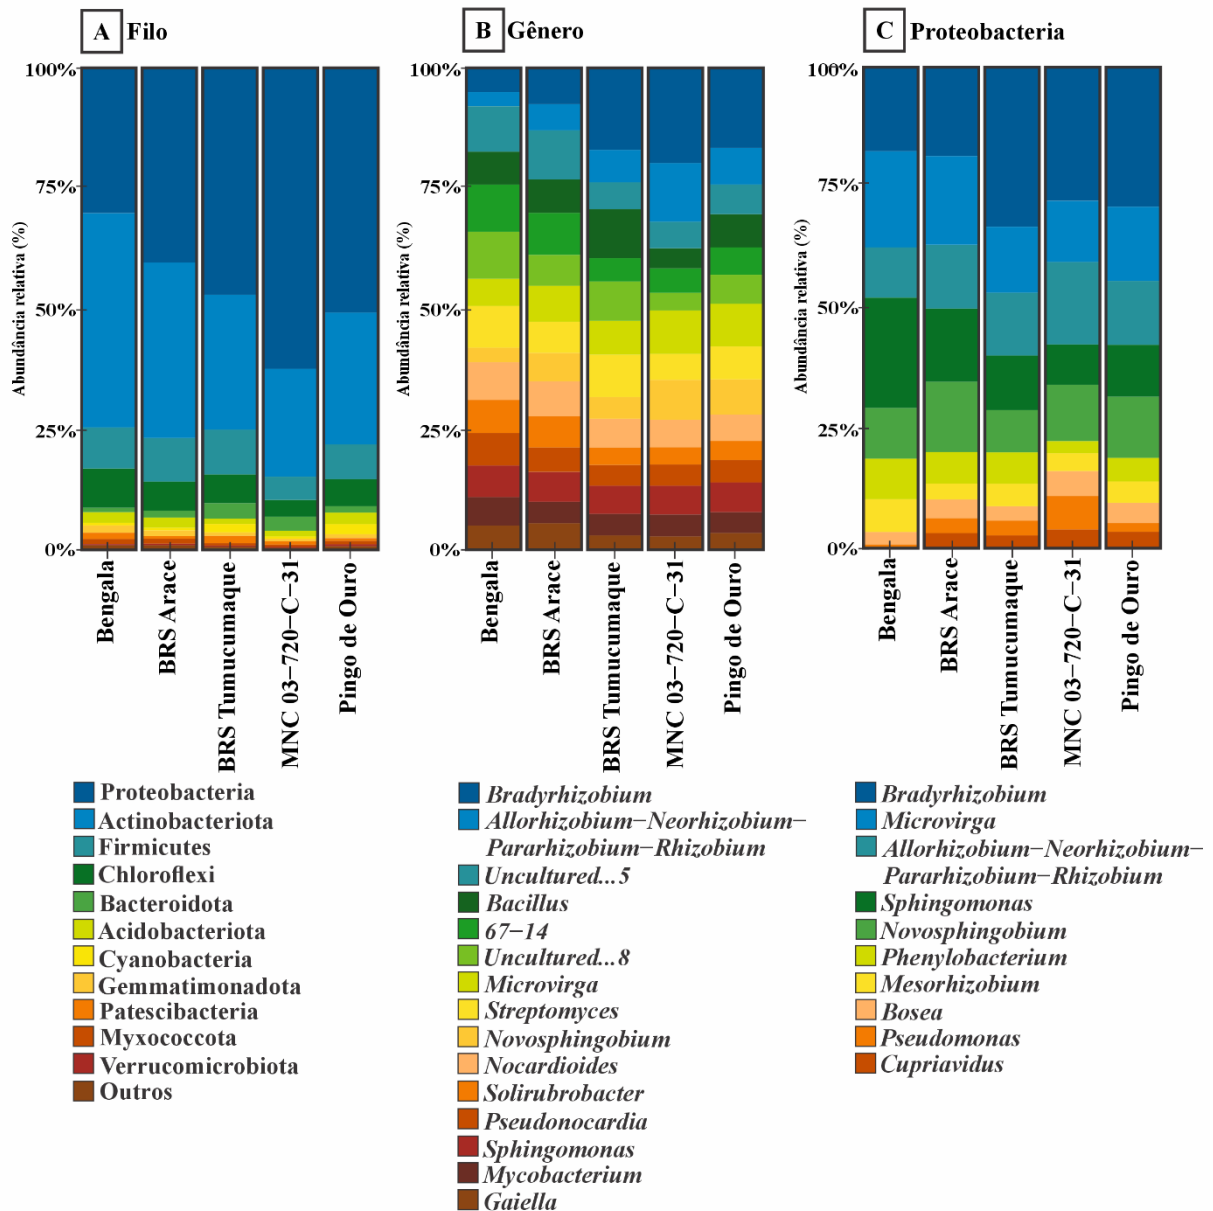 A Filo
100%
75%
50%
25%
0%
Abundância relativa (%)
Bengala
BRS Arace
BRS Tumucumaque
MNC 03−720−C−31
Pingo de Ouro
Proteobacteria
Actinobacteriota
Firmicutes
Chloroflexi
Bacteroidota
Acidobacteriota
Cyanobacteria
Gemmatimonadota
Patescibacteria
Myxococcota
Verrucomicrobiota
Outros
B Gênero
100%
75%
50%
25%
0%
Abundância relativa (%)
Bengala
BRS Arace
BRS Tumucumaque
MNC 03−720−C−31
Pingo de Ouro
Bradyrhizobium
Allorhizobium−Neorhizobium−
Pararhizobium−Rhizobium
Uncultured...5
Bacillus
67−14
Uncultured...8
Microvirga
Streptomyces
Novosphingobium
Nocardioides
Solirubrobacter
Pseudonocardia
Sphingomonas
Mycobacterium
Gaiella
C Proteobacteria
100%
75%
50%
25%
0%
Abundância relativa (%)
Bengala
BRS Arace
BRS Tumucumaque
MNC 03−720−C−31
Pingo de Ouro
Bradyrhizobium
Microvirga
Allorhizobium−Neorhizobium−
Pararhizobium−Rhizobium
Sphingomonas
Novosphingobium
Phenylobacterium
Mesorhizobium
Bosea
Pseudomonas
Cupriavidus